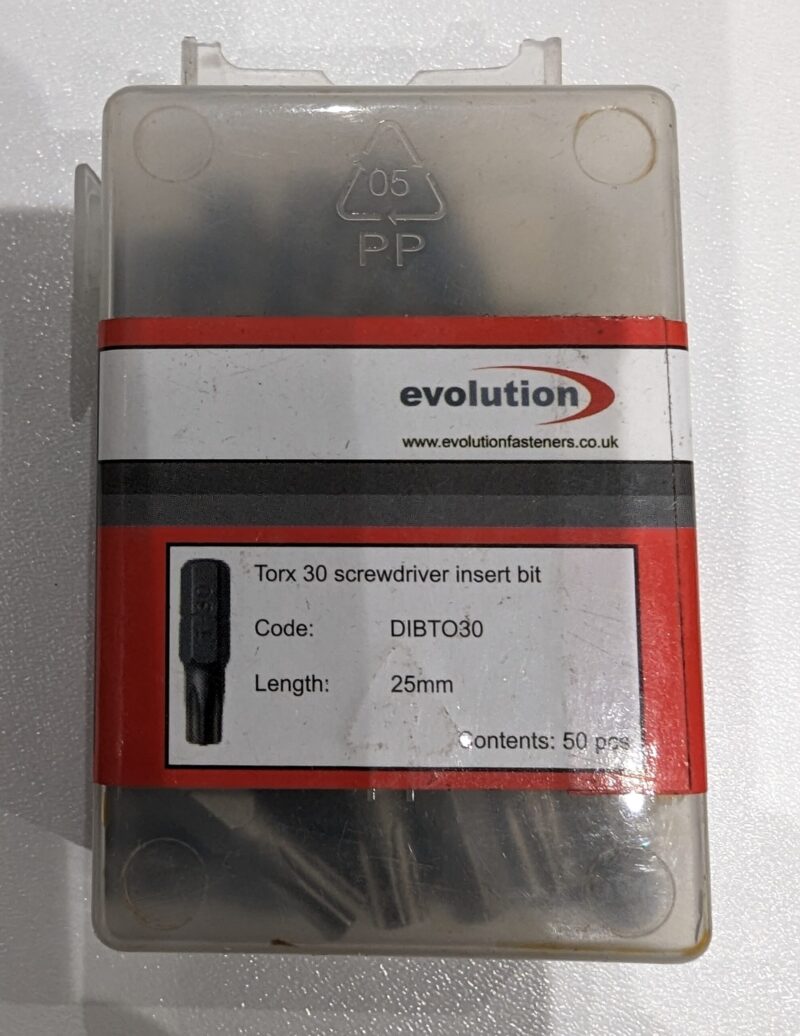 05
PP
evolution
www.evolutionfasteners.co.uk
Torx 30 screwdriver insert bit
Code: DIBTO30
Length: 25mm
Contents: 50 pcs